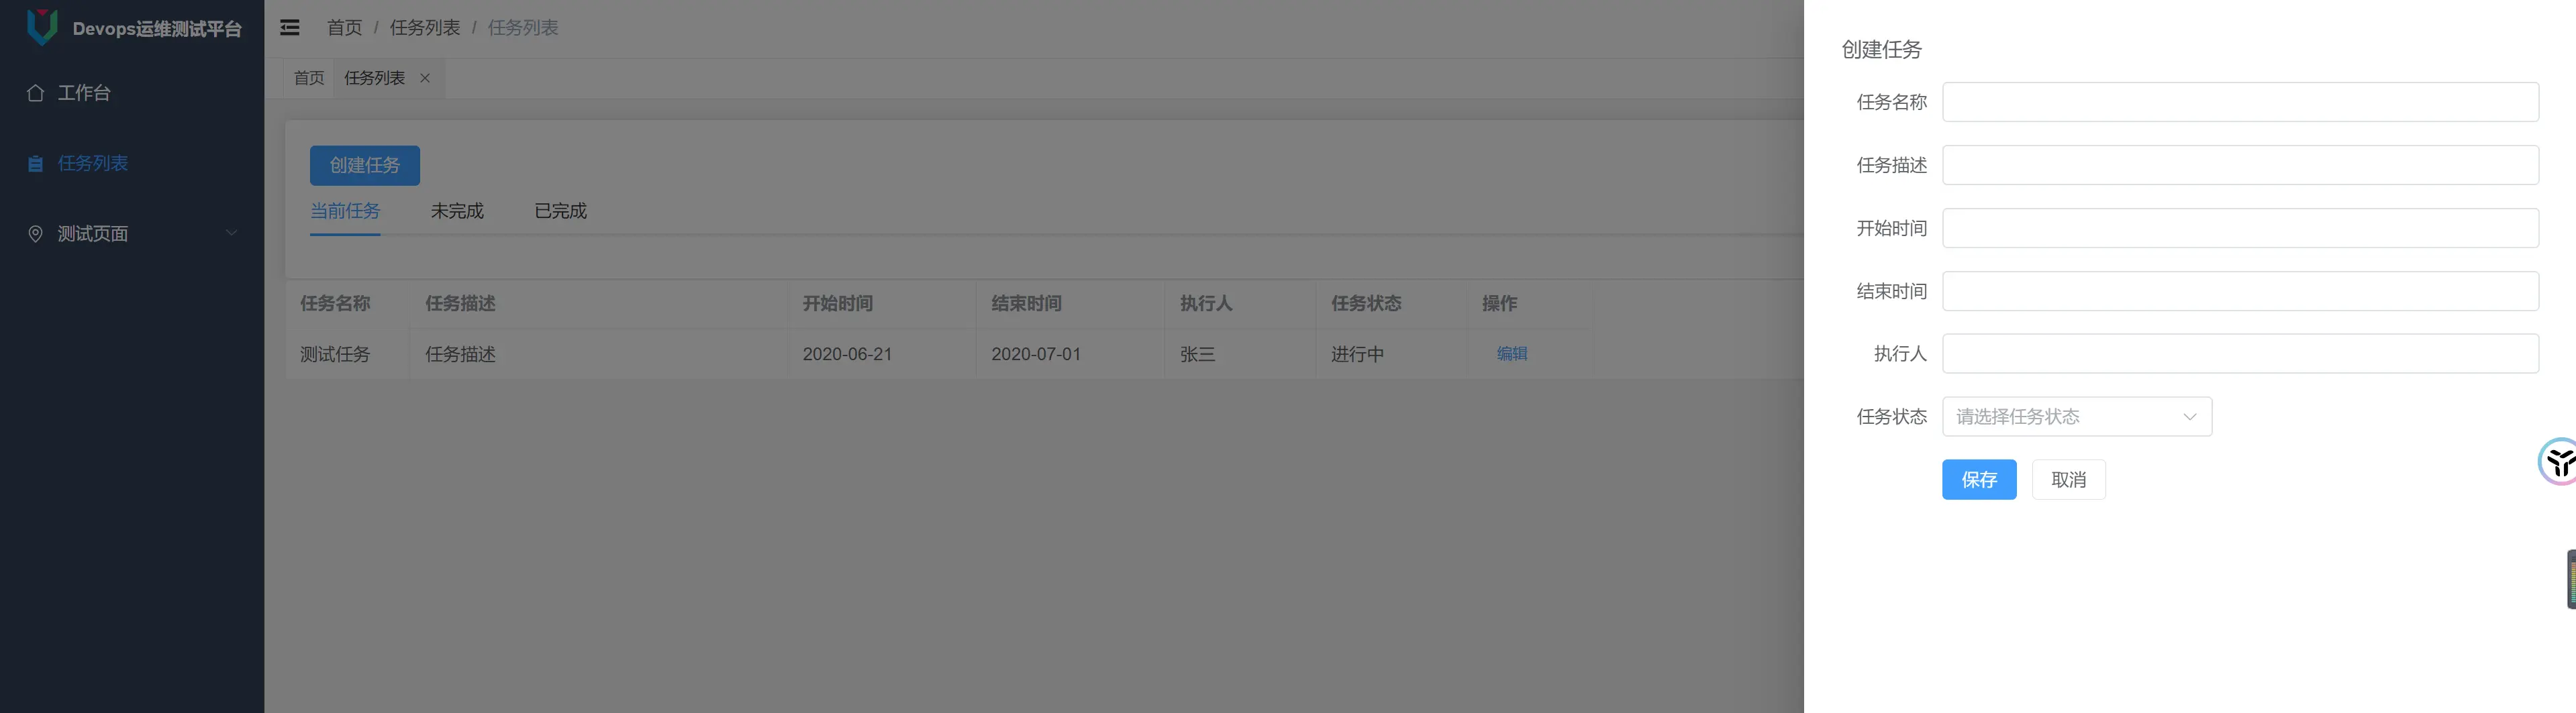 Devops运维测试平台
工作台
任务列表
测试页面
首页 / 任务列表 / 任务列表
首页 任务列表
创建任务
当前任务 未完成 已完成
任务名称 任务描述 开始时间 结束时间 执行人 任务状态 操作
测试任务 任务描述 2020-06-21 2020-07-01 张三 进行中 编辑
创建任务
任务名称
任务描述
开始时间
结束时间
执行人
任务状态 请选择任务状态
保存 取消